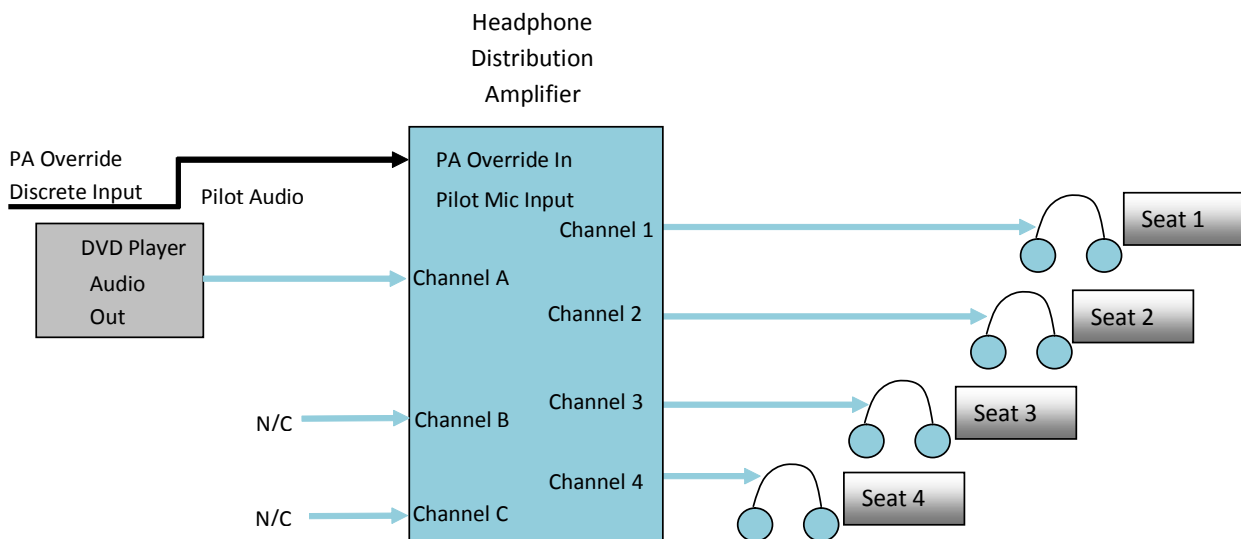 Headphone
Distribution
Amplifier
PA Override
Discrete Input
Pilot Audio
PA Override In
Pilot Mic Input
DVD Player
Audio
Out
Channel A
N/C
Channel B
N/C
Channel C
Channel 1
Channel 2
Channel 3
Channel 4
Seat 1
Seat 2
Seat 3
Seat 4